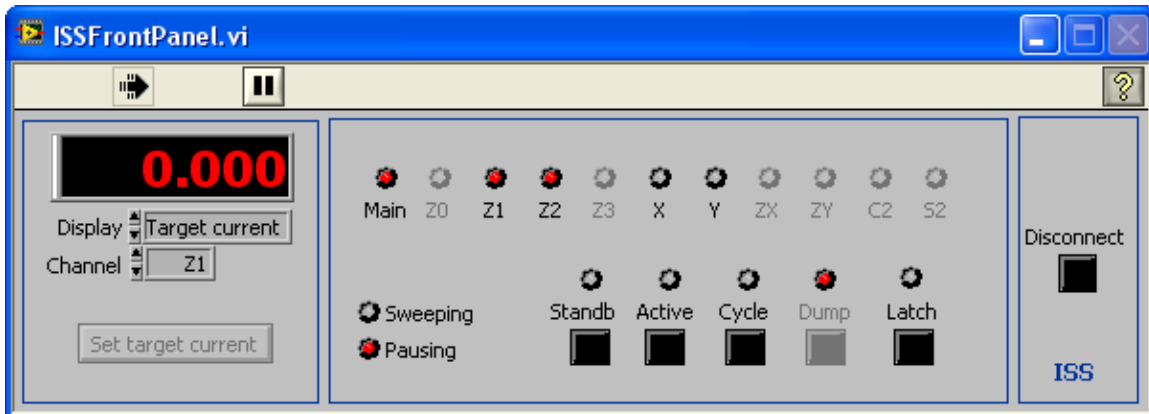 ISSFrontPanel.vi
?
0.000
Display Target current
Channel Z1
Set target current
Main Z0 Z1 Z2 Z3 X Y ZX ZY C2 S2
Sweeping
Pausing
Standb Active Cycle Dump Latch
Disconnect
ISS